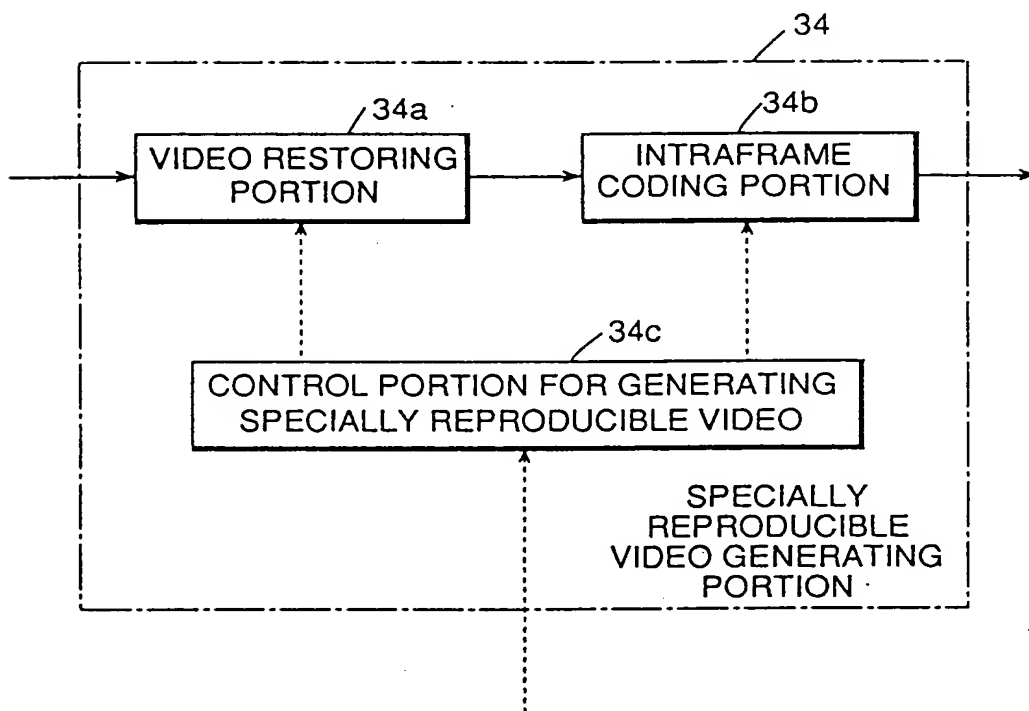 34
34a
34b
VIDEO RESTORING
PORTION
INTRAFRAME
CODING PORTION
34c
CONTROL PORTION FOR GENERATING
SPECIALLY REPRODUCIBLE VIDEO
SPECIALLY
REPRODUCIBLE
VIDEO GENERATING
PORTION